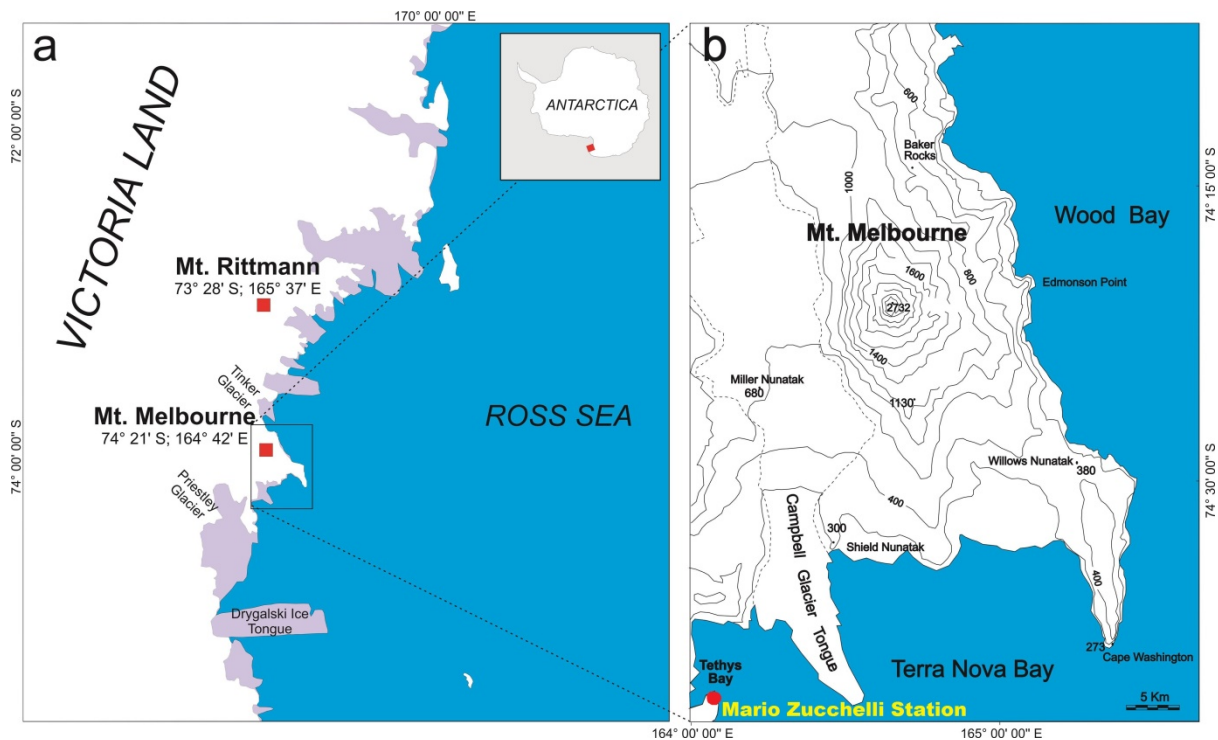 a
170° 00' 00'' E
72° 00' 00'' S
74° 00' 00'' S
VICTORIA LAND
Mt. Rittmann
73° 28' S; 165° 37' E
Tinker
Glacier
Mt. Melbourne
74° 21' S; 164° 42' E
Priestley
Glacier
Drygalski Ice
Tongue
ROSS SEA
ANTARCTICA
b
600
Baker
Rocks
1000
74° 15' 00'' S
Wood Bay
Mt. Melbourne
1600
800
Edmonson Point
2732
1400
Miller Nunatak
680
1130
Willows Nunatak
380
74° 30' 00'' S
400
300
Shield Nunatak
Campbell Glacier Tongue
400
273
Cape Washington
Tethys
Bay
Terra Nova Bay
5 Km
Mario Zucchelli Station
164° 00' 00'' E
165° 00' 00'' E